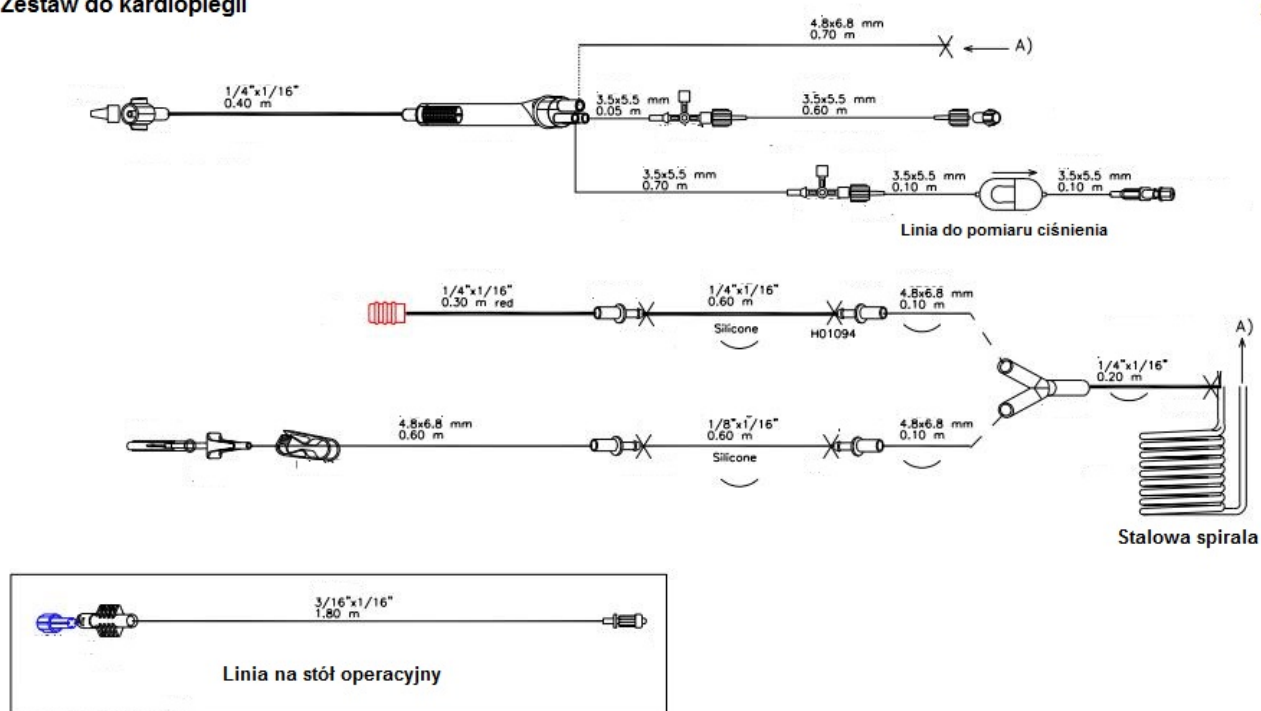 Zestaw do kardioplegii
4.8x6.8 mm
0.70 m
A)
1/4"x1/16"
0.40 m
3.5x5.5 mm
0.05 m
3.5x5.5 mm
0.60 m
3.5x5.5 mm
0.70 m
3.5x5.5 mm
0.10 m
3.5x5.5 mm
0.10 m
Linia do pomiaru ciśnienia
1/4"x1/16"
0.30 m red
1/4"x1/16"
0.60 m
Silicone
H01094
4.8x6.8 mm
0.10 m
1/4"x1/16"
0.20 m
A)
4.8x6.8 mm
0.60 m
1/8"x1/16"
0.60 m
Silicone
4.8x6.8 mm
0.10 m
Stalowa spirala
3/16"x1/16"
1.80 m
Linia na stół operacyjny